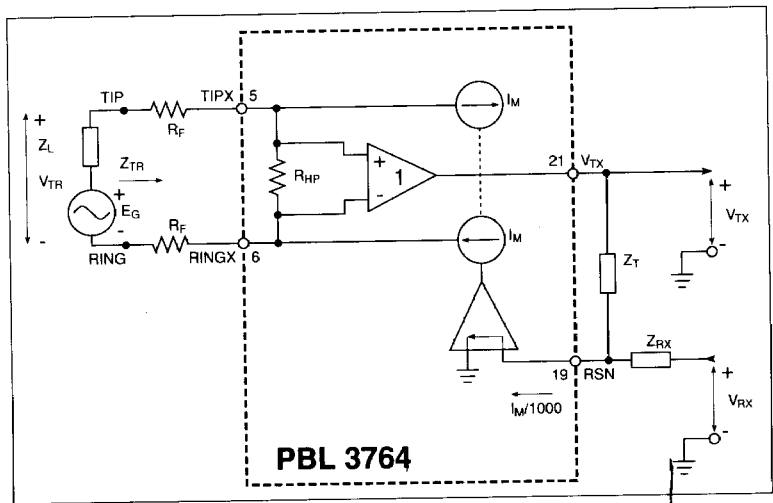 TIP
R_F
TIPX
5
I_M
+
Z_L
V_TR
-
Z_TR
+
E_G
R_HP
+
-
1
21
V_TX
+
V_TX
-
Z_T
RING
R_F
RINGX
6
I_M
Z_RX
19
RSN
I_M/1000
+
V_RX
-
PBL 3764